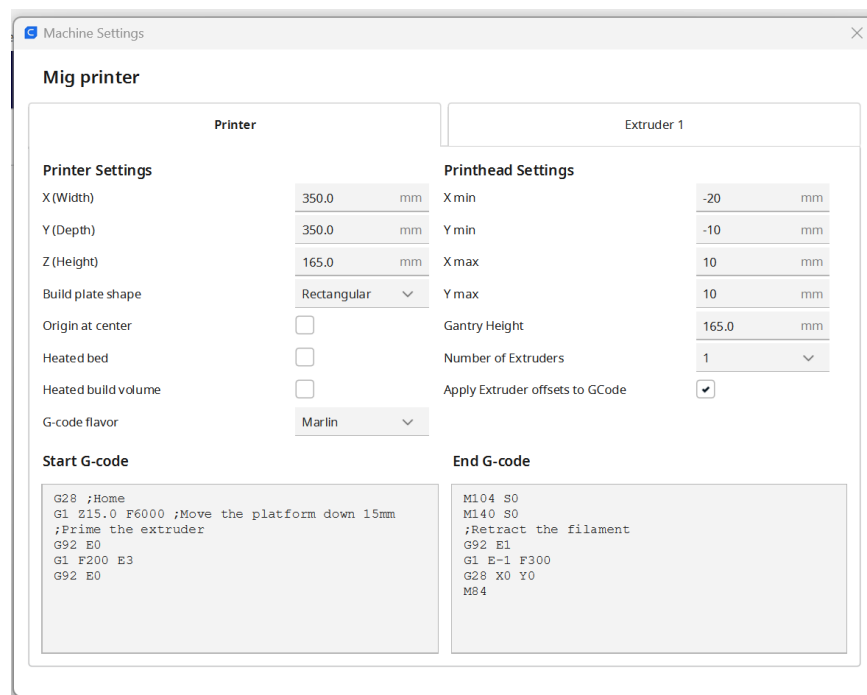 Machine Settings
Mig printer
Printer
Extruder 1
Printer Settings
X (Width) 350.0 mm
Y (Depth) 350.0 mm
Z (Height) 165.0 mm
Build plate shape Rectangular
Origin at center
Heated bed
Heated build volume
G-code flavor Marlin
Printhead Settings
X min -20 mm
Y min -10 mm
X max 10 mm
Y max 10 mm
Gantry Height 165.0 mm
Number of Extruders 1
Apply Extruder offsets to GCode
Start G-code
G28 ;Home
G1 Z15.0 F6000 ;Move the platform down 15mm
;Prime the extruder
G92 E0
G1 F200 E3
G92 E0
End G-code
M104 S0
M140 S0
;Retract the filament
G92 E1
G1 E-1 F300
G28 X0 Y0
M84